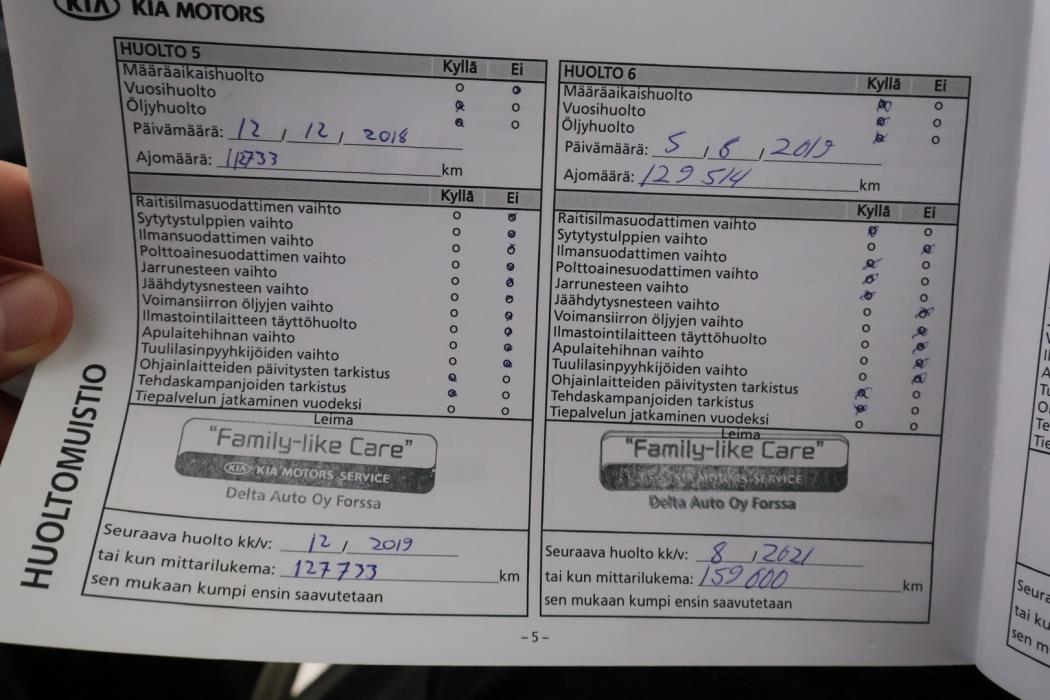 KIA KIA MOTORS
HUOLTO 5 Kyllä Ei
Määräaikaishuolto
Vuosihuolto
Öljyhuolto
Päivämäärä: 12 / 12 / 2018
Ajomäärä: km
Kyllä Ei
Raitisilmasuodattimen vaihto
Sytytystulppien vaihto
Ilmansuodattimen vaihto
Polttoainesuodattimen vaihto
Jarrunesteen vaihto
Jäähdytysnesteen vaihto
Voimansiirron öljyjen vaihto
Ilmastointilaitteen täyttöhuolto
Apulaitehihnan vaihto
Tuulilasinpyyhkijöiden vaihto
Ohjainlaitteiden päivitysten tarkistus
Tehdaskampanjoiden tarkistus
Tiepalvelun jatkaminen vuodeksi
Leima
"Family-like Care"
KIA KIA MOTORS SERVICE
Delta Auto Oy Forssa
Seuraava huolto kk/v: 12 / 2019
tai kun mittarilukema: 127733 km
sen mukaan kumpi ensin saavutetaan
HUOLTO 6 Kyllä Ei
Määräaikaishuolto
Vuosihuolto
Öljyhuolto
Päivämäärä: 5 / 8 / 2019
Ajomäärä: 129 514 km
Kyllä Ei
Raitisilmasuodattimen vaihto
Sytytystulppien vaihto
Ilmansuodattimen vaihto
Polttoainesuodattimen vaihto
Jarrunesteen vaihto
Jäähdytysnesteen vaihto
Voimansiirron öljyjen vaihto
Ilmastointilaitteen täyttöhuolto
Apulaitehihnan vaihto
Tuulilasinpyyhkijöiden vaihto
Ohjainlaitteiden päivitysten tarkistus
Tehdaskampanjoiden tarkistus
Tiepalvelun jatkaminen vuodeksi
Leima
"Family-like Care"
KIA MOTORS SERVICE
Delta Auto Oy Forssa
Seuraava huolto kk/v: 8 / 2021
tai kun mittarilukema: 159 600 km
sen mukaan kumpi ensin saavutetaan
HUOLTOMUISTIO
- 5 -